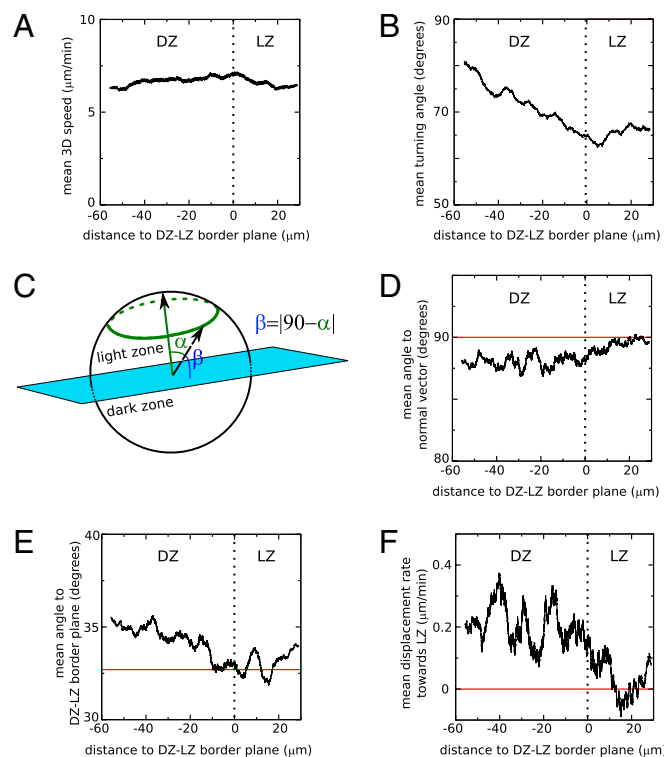 A
10
5
0
mean 3D speed (μm/min)
DZ
LZ
-60
-40
-20
0
20
distance to DZ-LZ border plane (μm)
B
90
70
50
mean turning angle (degrees)
DZ
LZ
-60
-40
-20
0
20
distance to DZ-LZ border plane (μm)
C
β=|90−α|
α
β
light zone
dark zone
D
90
80
mean angle to
normal vector (degrees)
DZ
LZ
-60
-40
-20
0
20
distance to DZ-LZ border plane (μm)
E
40
35
30
mean angle to
DZ-LZ border plane (degrees)
DZ
LZ
-60
-40
-20
0
20
distance to DZ-LZ border plane (μm)
F
0.4
0.2
0
mean displacement rate
towards LZ (μm/min)
DZ
LZ
-60
-40
-20
0
20
distance to DZ-LZ border plane (μm)